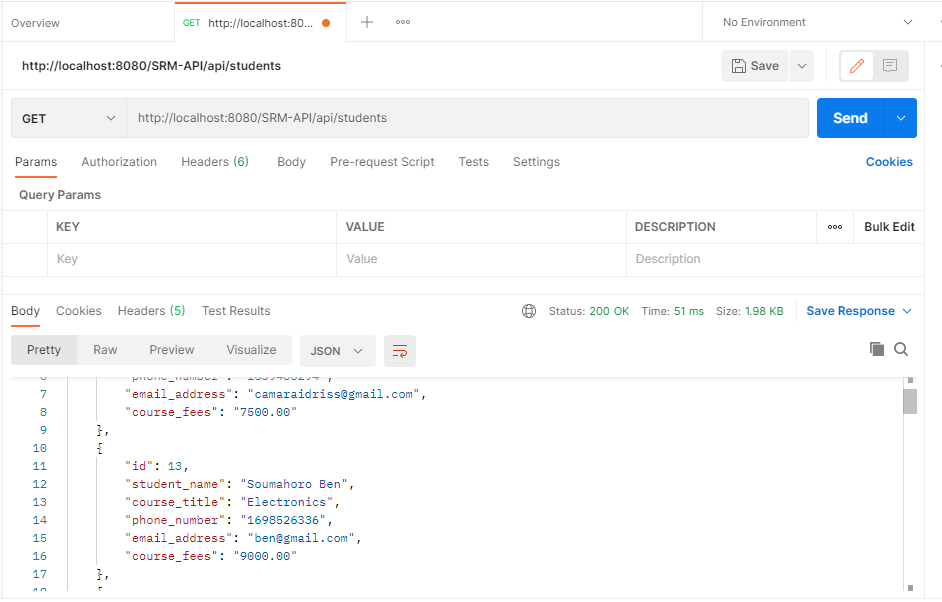 Overview
GET http://localhost:80...
No Environment
http://localhost:8080/SRM-API/api/students
Save
GET
http://localhost:8080/SRM-API/api/students
Send
Params Authorization Headers (6) Body Pre-request Script Tests Settings Cookies
Query Params
KEY VALUE DESCRIPTION Bulk Edit
Key Value Description
Body Cookies Headers (5) Test Results Status: 200 OK Time: 51 ms Size: 1.98 KB Save Response
Pretty Raw Preview Visualize JSON
7 "email_address": "camaraidriss@gmail.com",
8 "course_fees": "7500.00"
9 },
10 {
11 "id": 13,
12 "student_name": "Soumahoro Ben",
13 "course_title": "Electronics",
14 "phone_number": "1698526336",
15 "email_address": "ben@gmail.com",
16 "course_fees": "9000.00"
17 },